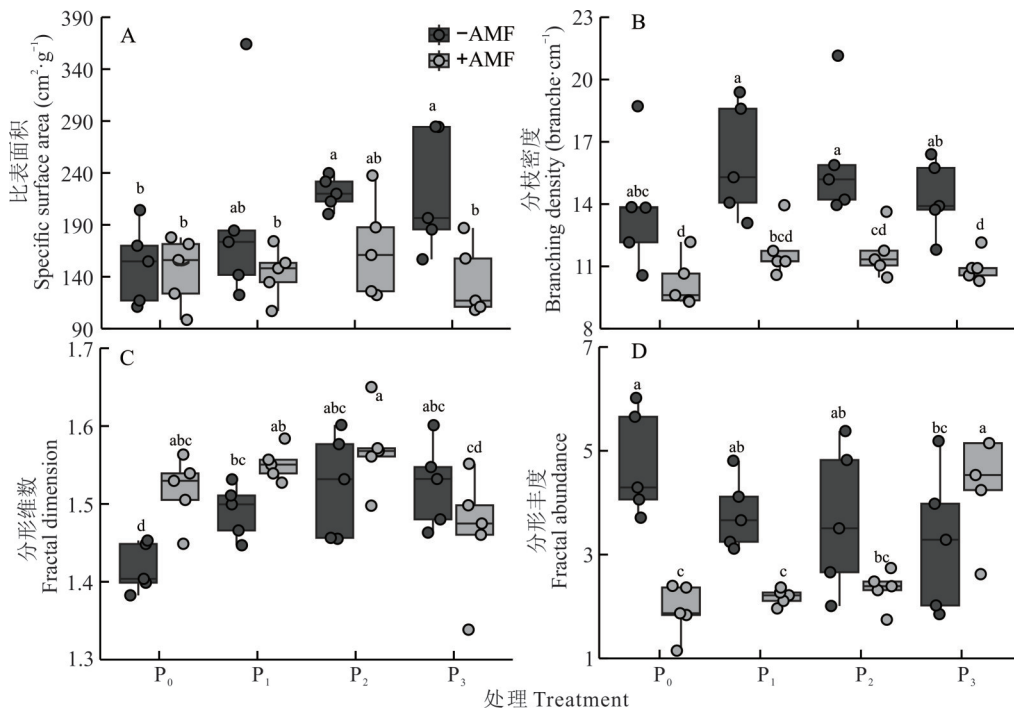 A
390
340
290
240
190
140
90
比表面积
Specific surface area (cm²·g⁻¹)
−AMF
+AMF
b
b
ab
b
a
ab
a
b
B
23
20
17
14
11
8
分枝密度
Branching density (branche·cm⁻¹)
abc
d
a
bcd
a
cd
ab
d
C
1.7
1.6
1.5
1.4
1.3
分形维数
Fractal dimension
d
abc
bc
ab
abc
a
abc
cd
P₀
P₁
P₂
P₃
D
7
5
3
1
分形丰度
Fractal abundance
a
c
ab
c
ab
bc
bc
a
P₀
P₁
P₂
P₃
处理 Treatment